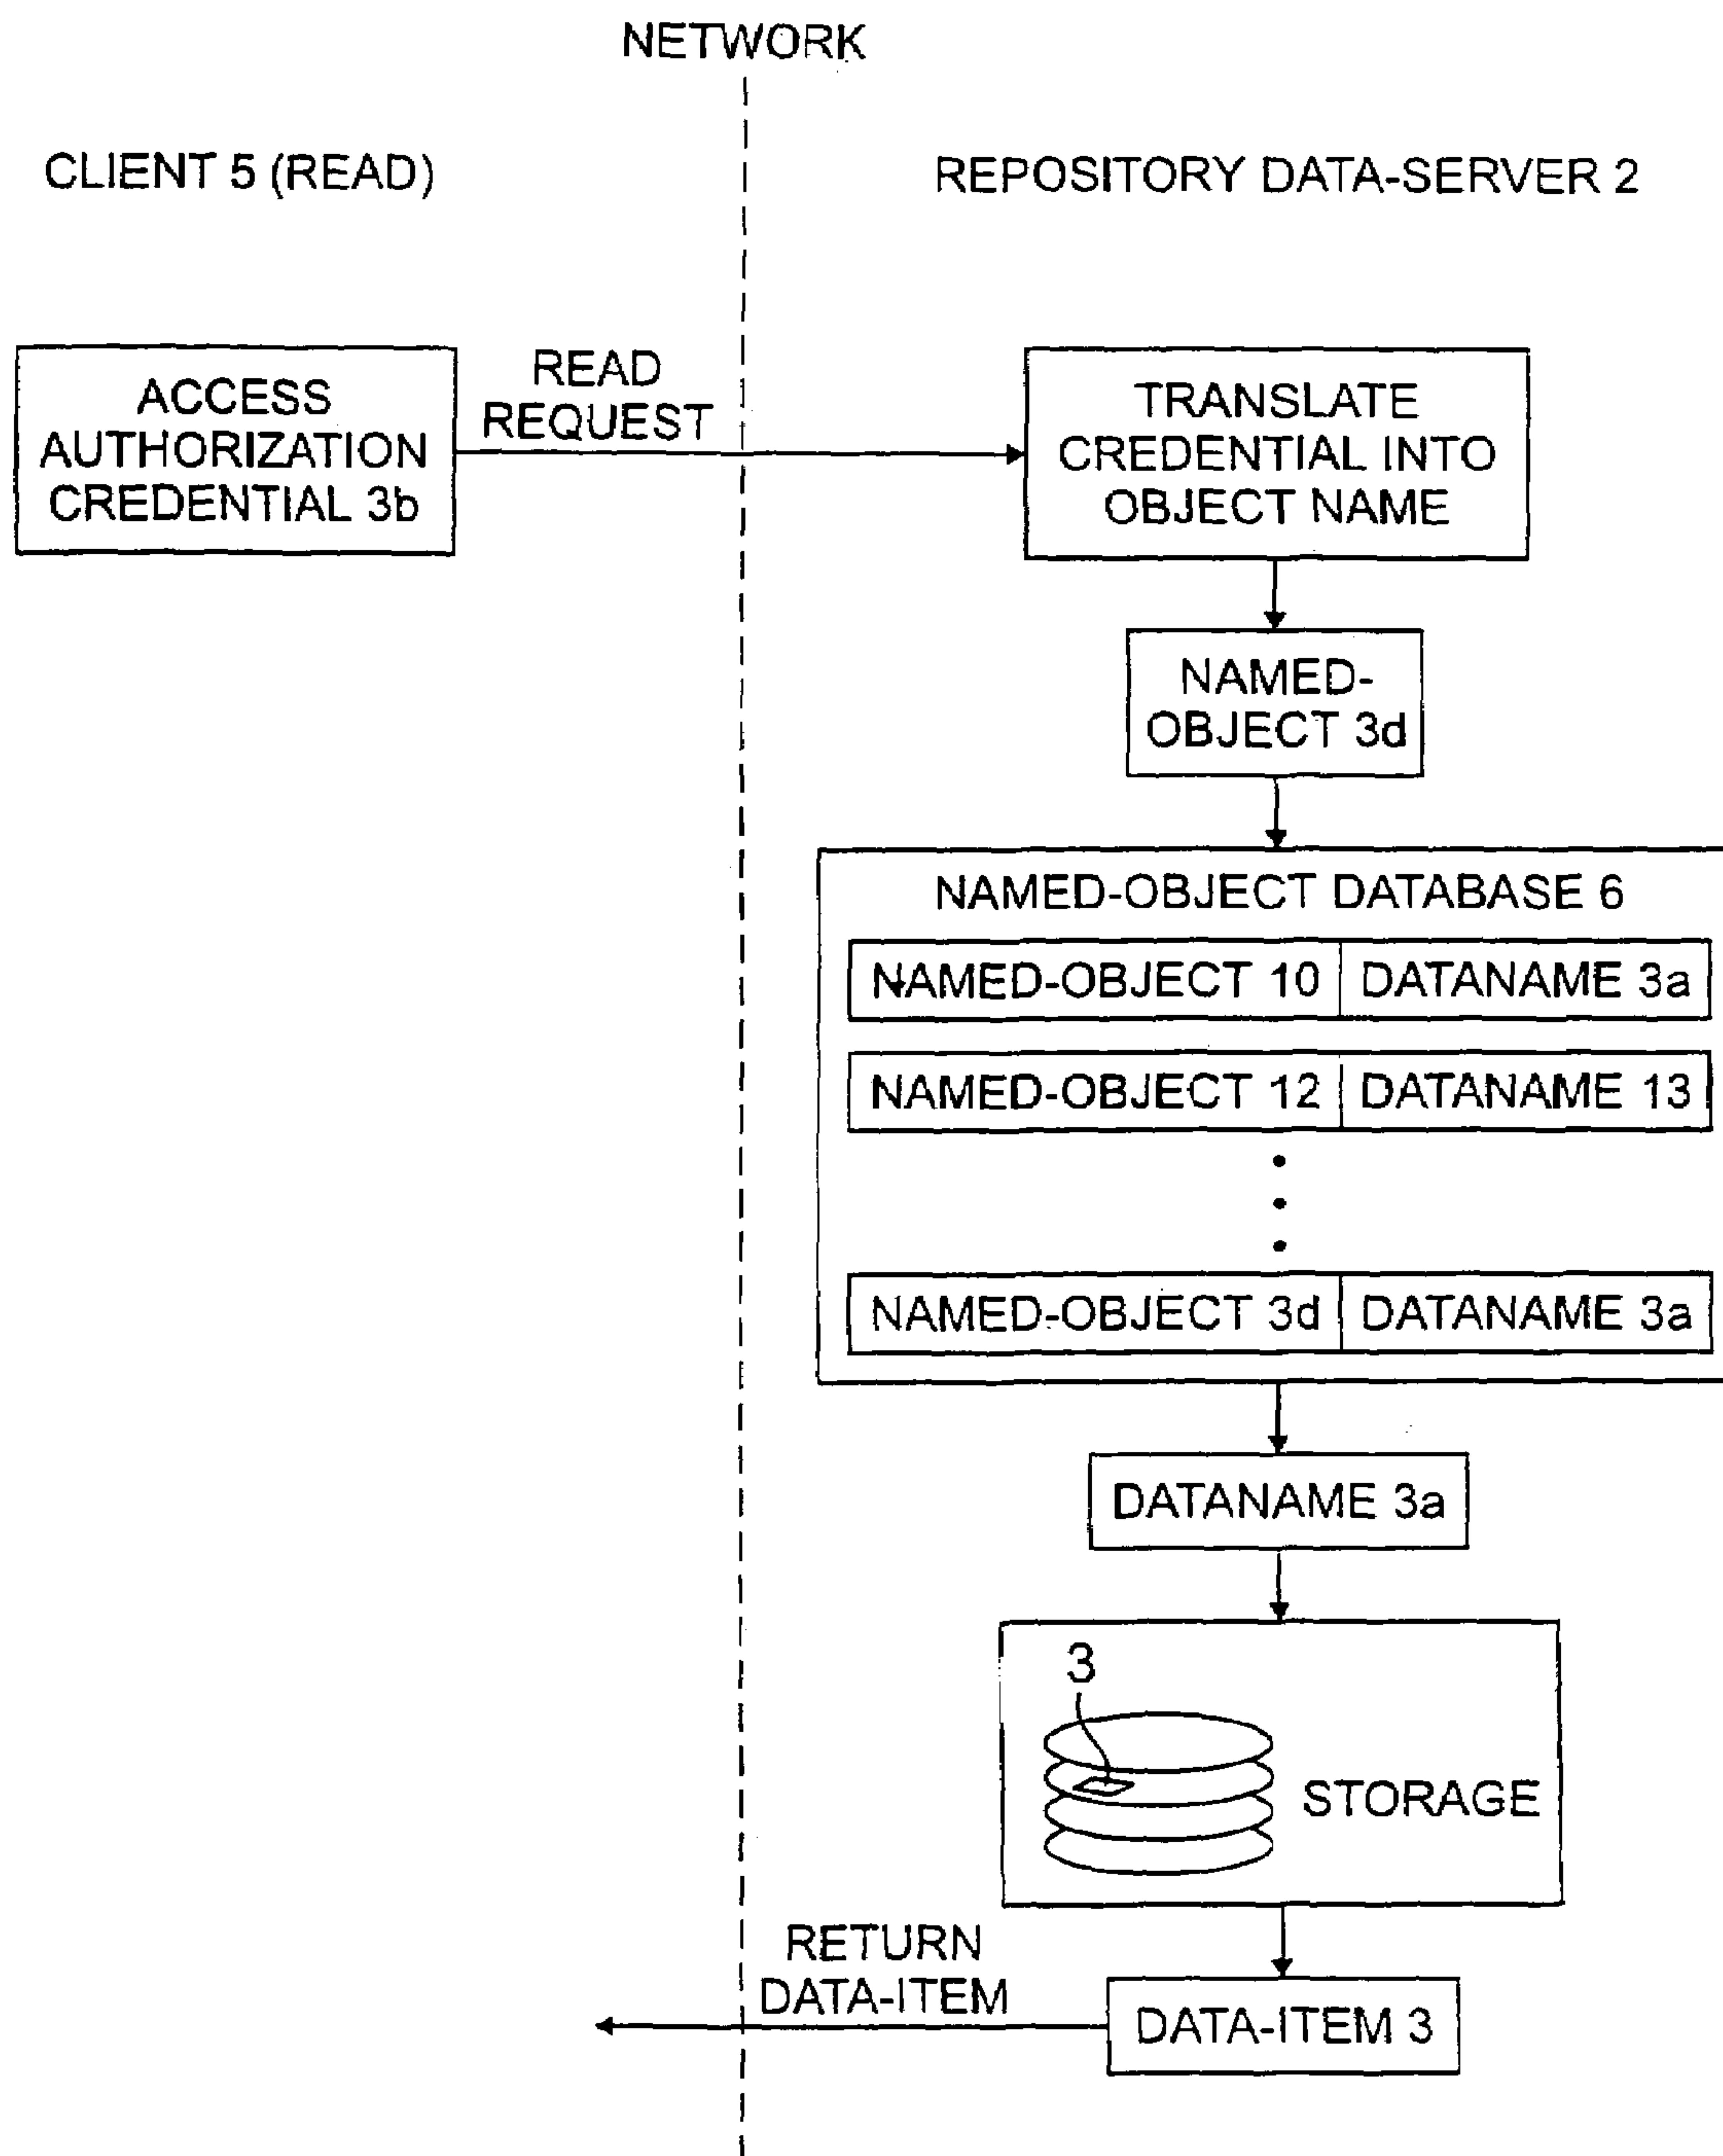 NETWORK
CLIENT 5 (READ)
REPOSITORY DATA-SERVER 2
ACCESS
AUTHORIZATION
CREDENTIAL 3b
READ
REQUEST
TRANSLATE
CREDENTIAL INTO
OBJECT NAME
NAMED-
OBJECT 3d
NAMED-OBJECT DATABASE 6
NAMED-OBJECT 10 DATANAME 3a
NAMED-OBJECT 12 DATANAME 13
NAMED-OBJECT 3d DATANAME 3a
DATANAME 3a
3
STORAGE
RETURN
DATA-ITEM
DATA-ITEM 3